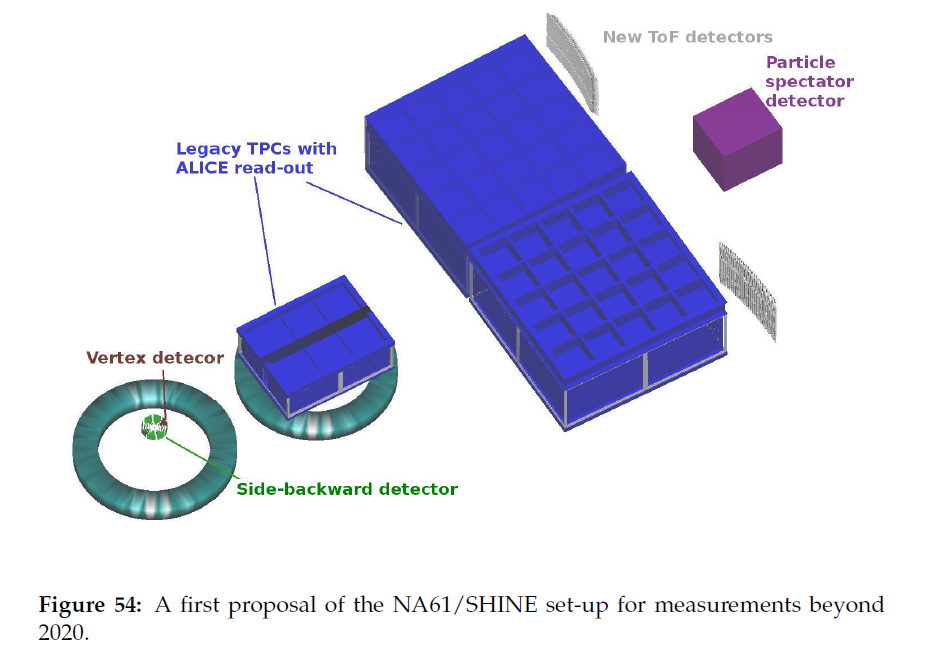 New ToF detectors
Particle
spectator
detector
Legacy TPCs with
ALICE read-out
Vertex detecor
Side-backward detector
Figure 54: A first proposal of the NA61/SHINE set-up for measurements beyond
2020.